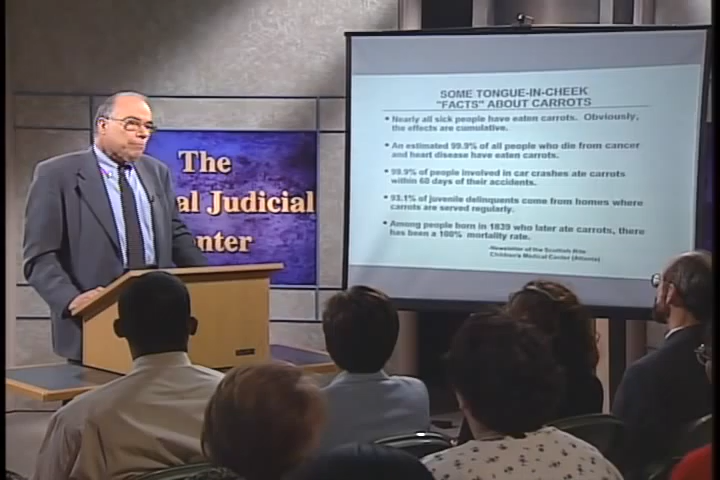 The
al Judicial
nter
SOME TONGUE-IN-CHEEK
"FACTS" ABOUT CARROTS
• Nearly all sick people have eaten carrots. Obviously,
the effects are cumulative.
• An estimated 99.9% of all people who die from cancer
and heart disease have eaten carrots.
• 99.9% of people involved in car crashes ate carrots
within 60 days of their accidents.
• 93.1% of juvenile delinquents come from homes where
carrots are served regularly.
• Among people born in 1839 who later ate carrots, there
has been a 100% mortality rate.
-Newsletter of the Scottish Rite
Children's Medical Center (Atlanta)